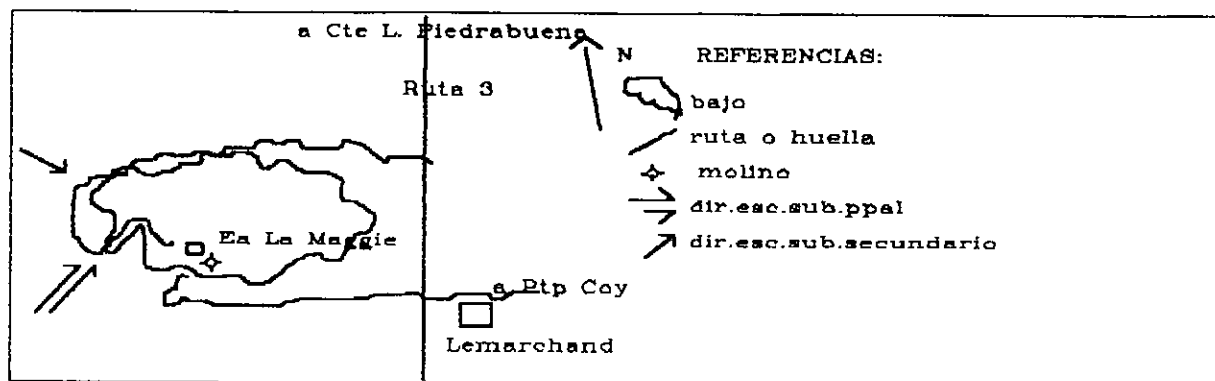 a Cte L. Piedrabuena
Ruta 3
N
REFERENCIAS:
bajo
ruta o huella
molino
dir.esc.sub.ppal
dir.esc.sub.secundario
Ea La Maggie
a Ptp Coy
Lemarchand